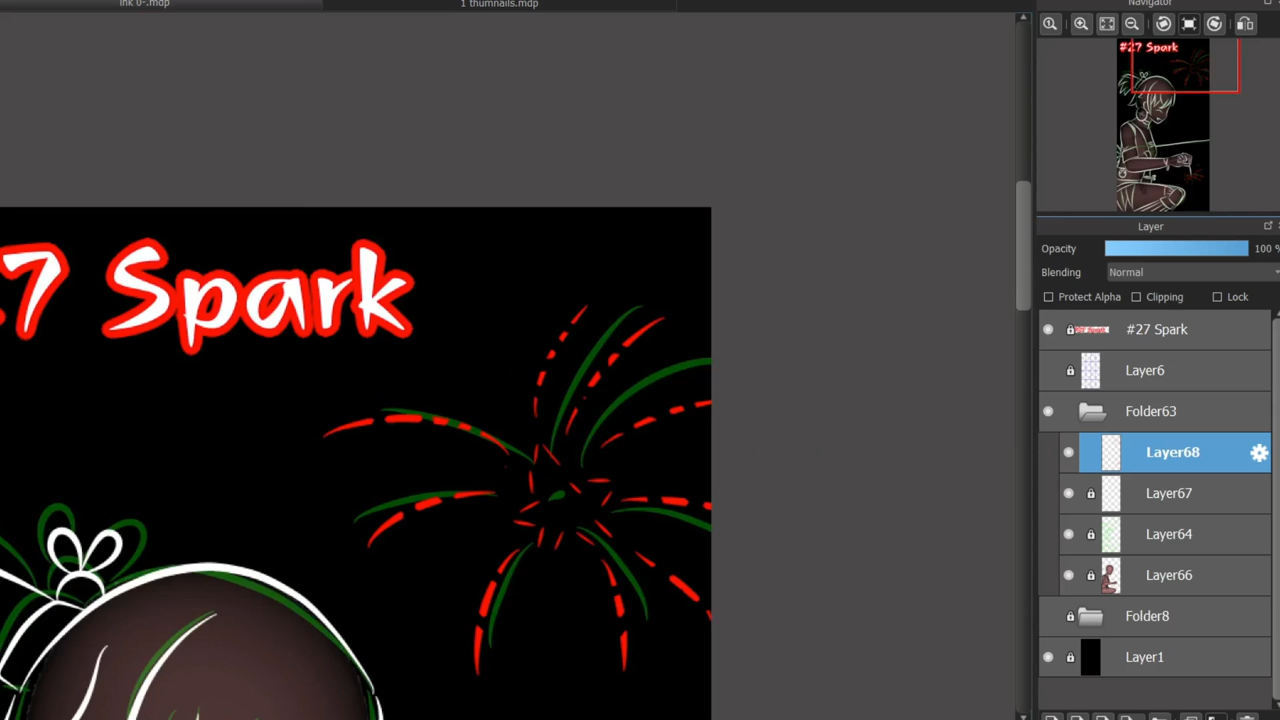 ink 0-.mdp
1 thumnails.mdp
Navigator
#27 Spark
Layer
Opacity 100 %
Blending Normal
Protect Alpha Clipping Lock
#27 Spark
Layer6
Folder63
Layer68
Layer67
Layer64
Layer66
Folder8
Layer1
7 Spark